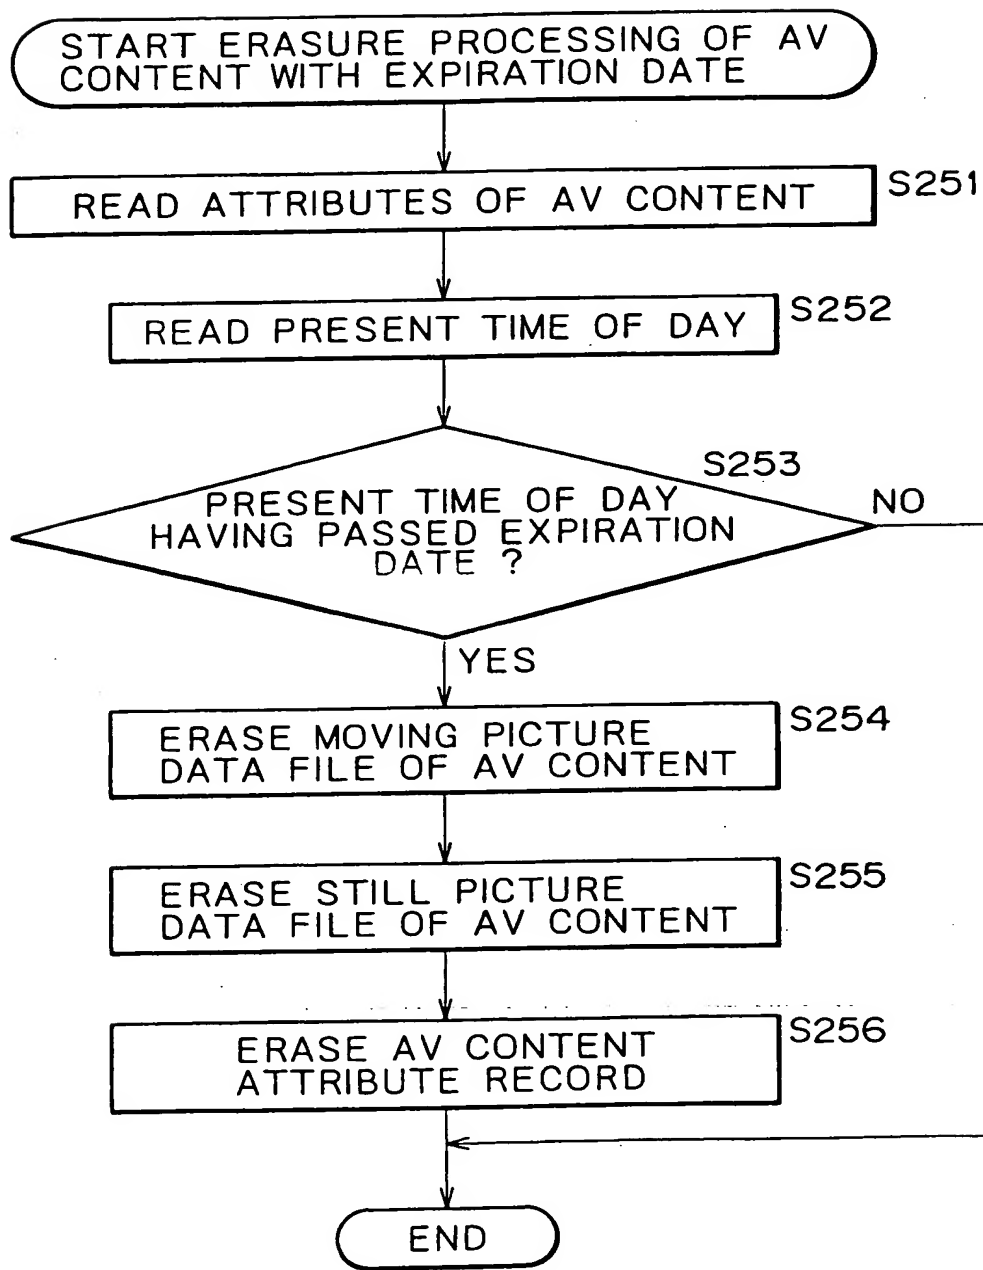 START ERASURE PROCESSING OF AV
CONTENT WITH EXPIRATION DATE
READ ATTRIBUTES OF AV CONTENT
S251
READ PRESENT TIME OF DAY
S252
S253
PRESENT TIME OF DAY
HAVING PASSED EXPIRATION
DATE ?
NO
YES
ERASE MOVING PICTURE
DATA FILE OF AV CONTENT
S254
ERASE STILL PICTURE
DATA FILE OF AV CONTENT
S255
ERASE AV CONTENT
ATTRIBUTE RECORD
S256
END